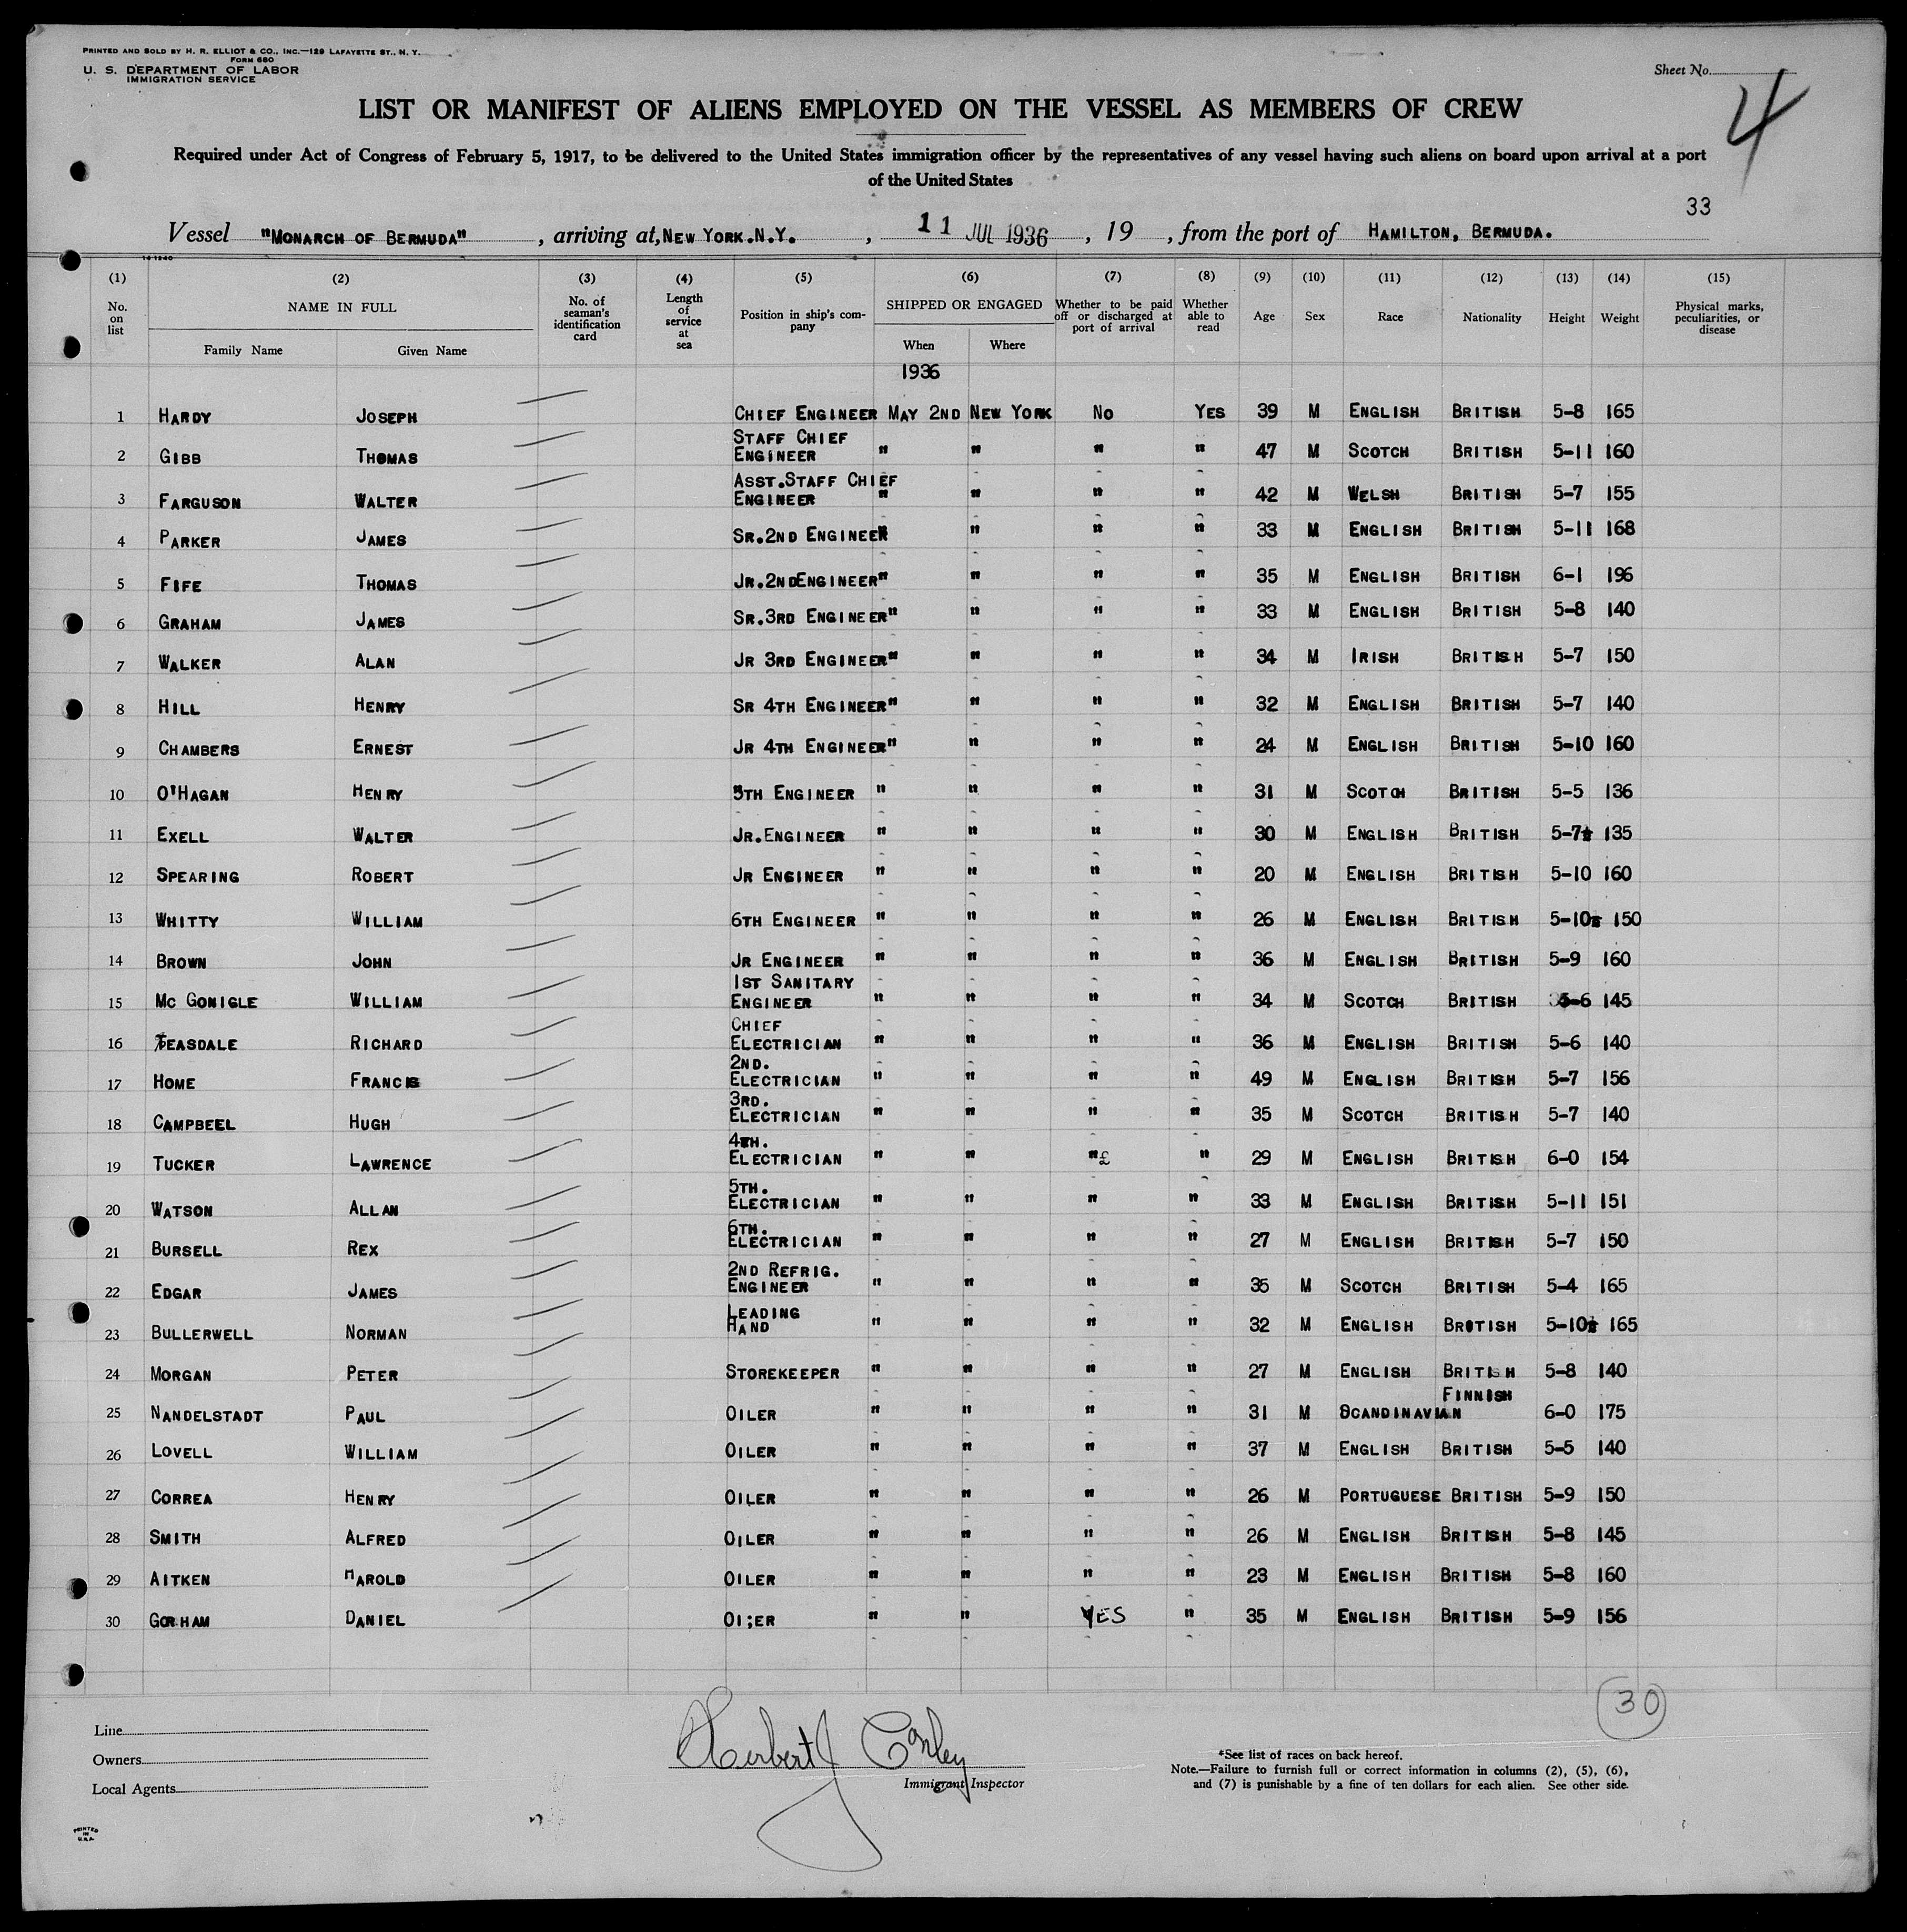 PRINTED AND SOLD BY H. R. ELLIOT & CO., INC.—129 LAFAYETTE ST., N. Y.
FORM 680
U. S. DEPARTMENT OF LABOR
IMMIGRATION SERVICE
Sheet No.
4
LIST OR MANIFEST OF ALIENS EMPLOYED ON THE VESSEL AS MEMBERS OF CREW
Required under Act of Congress of February 5, 1917, to be delivered to the United States immigration officer by the representatives of any vessel having such aliens on board upon arrival at a port
of the United States
33
Vessel "MONARCH OF BERMUDA", arriving at, NEW YORK.N.Y., 11 JUL 1936, 19 , from the port of HAMILTON, BERMUDA.
(1) (2) (3) (4) (5) (6) (7) (8) (9) (10) (11) (12) (13) (14) (15)
No. on list NAME IN FULL Family Name Given Name No. of seaman's identification card Length of service at sea Position in ship's company SHIPPED OR ENGAGED When Where Whether to be paid off or discharged at port of arrival Whether able to read Age Sex Race Nationality Height Weight Physical marks, peculiarities, or disease
1936
1 HARDY JOSEPH CHIEF ENGINEER MAY 2ND NEW YORK NO YES 39 M ENGLISH BRITISH 5-8 165
2 GIBB THOMAS STAFF CHIEF ENGINEER " " " " 47 M SCOTCH BRITISH 5-11 160
3 FARGUSON WALTER ASST.STAFF CHIEF ENGINEER " " " " 42 M WELSH BRITISH 5-7 155
4 PARKER JAMES SR.2ND ENGINEER " " " " 33 M ENGLISH BRITISH 5-11 168
5 FIFE THOMAS JR.2NDENGINEER " " " " 35 M ENGLISH BRITISH 6-1 196
6 GRAHAM JAMES SR.3RD ENGINEER " " " " 33 M ENGLISH BRITISH 5-8 140
7 WALKER ALAN JR 3RD ENGINEER " " " " 34 M IRISH BRITISH 5-7 150
8 HILL HENRY SR 4TH ENGINEER " " " " 32 M ENGLISH BRITISH 5-7 140
9 CHAMBERS ERNEST JR 4TH ENGINEER " " " " 24 M ENGLISH BRITISH 5-10 160
10 O'HAGAN HENRY 5TH ENGINEER " " " " 31 M SCOTCH BRITISH 5-5 136
11 EXELL WALTER JR.ENGINEER " " " " 30 M ENGLISH BRITISH 5-7 135
12 SPEARING ROBERT JR ENGINEER " " " " 20 M ENGLISH BRITISH 5-10 160
13 WHITTY WILLIAM 6TH ENGINEER " " " " 26 M ENGLISH BRITISH 5-10 150
14 BROWN JOHN JR ENGINEER " " " " 36 M ENGLISH BRITISH 5-9 160
15 MC GONIGLE WILLIAM 1ST SANITARY ENGINEER " " " " 34 M SCOTCH BRITISH 5-6 145
16 TEASDALE RICHARD CHIEF ELECTRICIAN " " " " 36 M ENGLISH BRITISH 5-6 140
17 HOME FRANCIS 2ND. ELECTRICIAN " " " " 49 M ENGLISH BRITISH 5-7 156
18 CAMPBEEL HUGH 3RD. ELECTRICIAN " " " " 35 M SCOTCH BRITISH 5-7 140
19 TUCKER LAWRENCE 4TH. ELECTRICIAN " " "£ " 29 M ENGLISH BRITISH 6-0 154
20 WATSON ALLAN 5TH. ELECTRICIAN " " " " 33 M ENGLISH BRITISH 5-11 151
21 BURSELL REX 6TH. ELECTRICIAN " " " " 27 M ENGLISH BRITISH 5-7 150
22 EDGAR JAMES 2ND REFRIG. ENGINEER " " " " 35 M SCOTCH BRITISH 5-4 165
23 BULLERWELL NORMAN LEADING HAND " " " " 32 M ENGLISH BROTISH 5-10 165
24 MORGAN PETER STOREKEEPER " " " " 27 M ENGLISH BRITISH 5-8 140
25 NANDELSTADT PAUL OILER " " " " 31 M SCANDINAVIAN FINNISH 6-0 175
26 LOVELL WILLIAM OILER " " " " 37 M ENGLISH BRITISH 5-5 140
27 CORREA HENRY OILER " " " " 26 M PORTUGUESE BRITISH 5-9 150
28 SMITH ALFRED OILER " " " " 26 M ENGLISH BRITISH 5-8 145
29 AITKEN HAROLD OILER " " " " 23 M ENGLISH BRITISH 5-8 160
30 GORHAM DANIEL OI;ER " " YES " 35 M ENGLISH BRITISH 5-9 156
30
Line
Owners
Local Agents
Herbert J Conley
Immigrant Inspector
*See list of races on back hereof.
Note.—Failure to furnish full or correct information in columns (2), (5), (6),
and (7) is punishable by a fine of ten dollars for each alien. See other side.
PRINTED
IN
U.S.A.